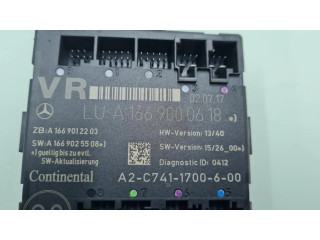 VR
02.07.17
LU-A 166 900 0618 *)
ZB:A 166 901 22 03
HW-Version: 13/40
SW:A 166 902 55 08*)
SW-Version: 15/26_00*)
*)gueltig bis zu evtl.
SW-Aktualisierung
Diagnostic ID: 0412
Continental
A2-C741-1700-6-00